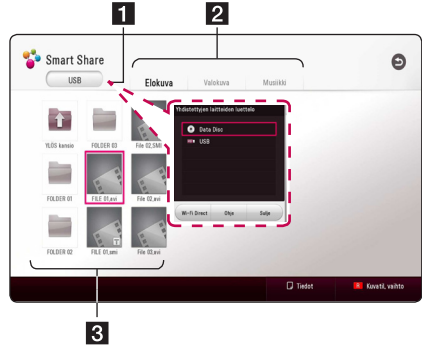 1 2
Smart Share
USB
Elokuva Valokuva Musiikki
Yhdistettyjen laitteiden luettelo
Data Disc
USB
Wi-Fi Direct Ohje Sulje
YLÖS kansio FOLDER 03 File 02.SMI
FOLDER 01 FILE 01.avi File 02.avi
FOLDER 02 FILE 01.smi File 03.avi
T
Tiedot R Kuvatil. vaihto
3